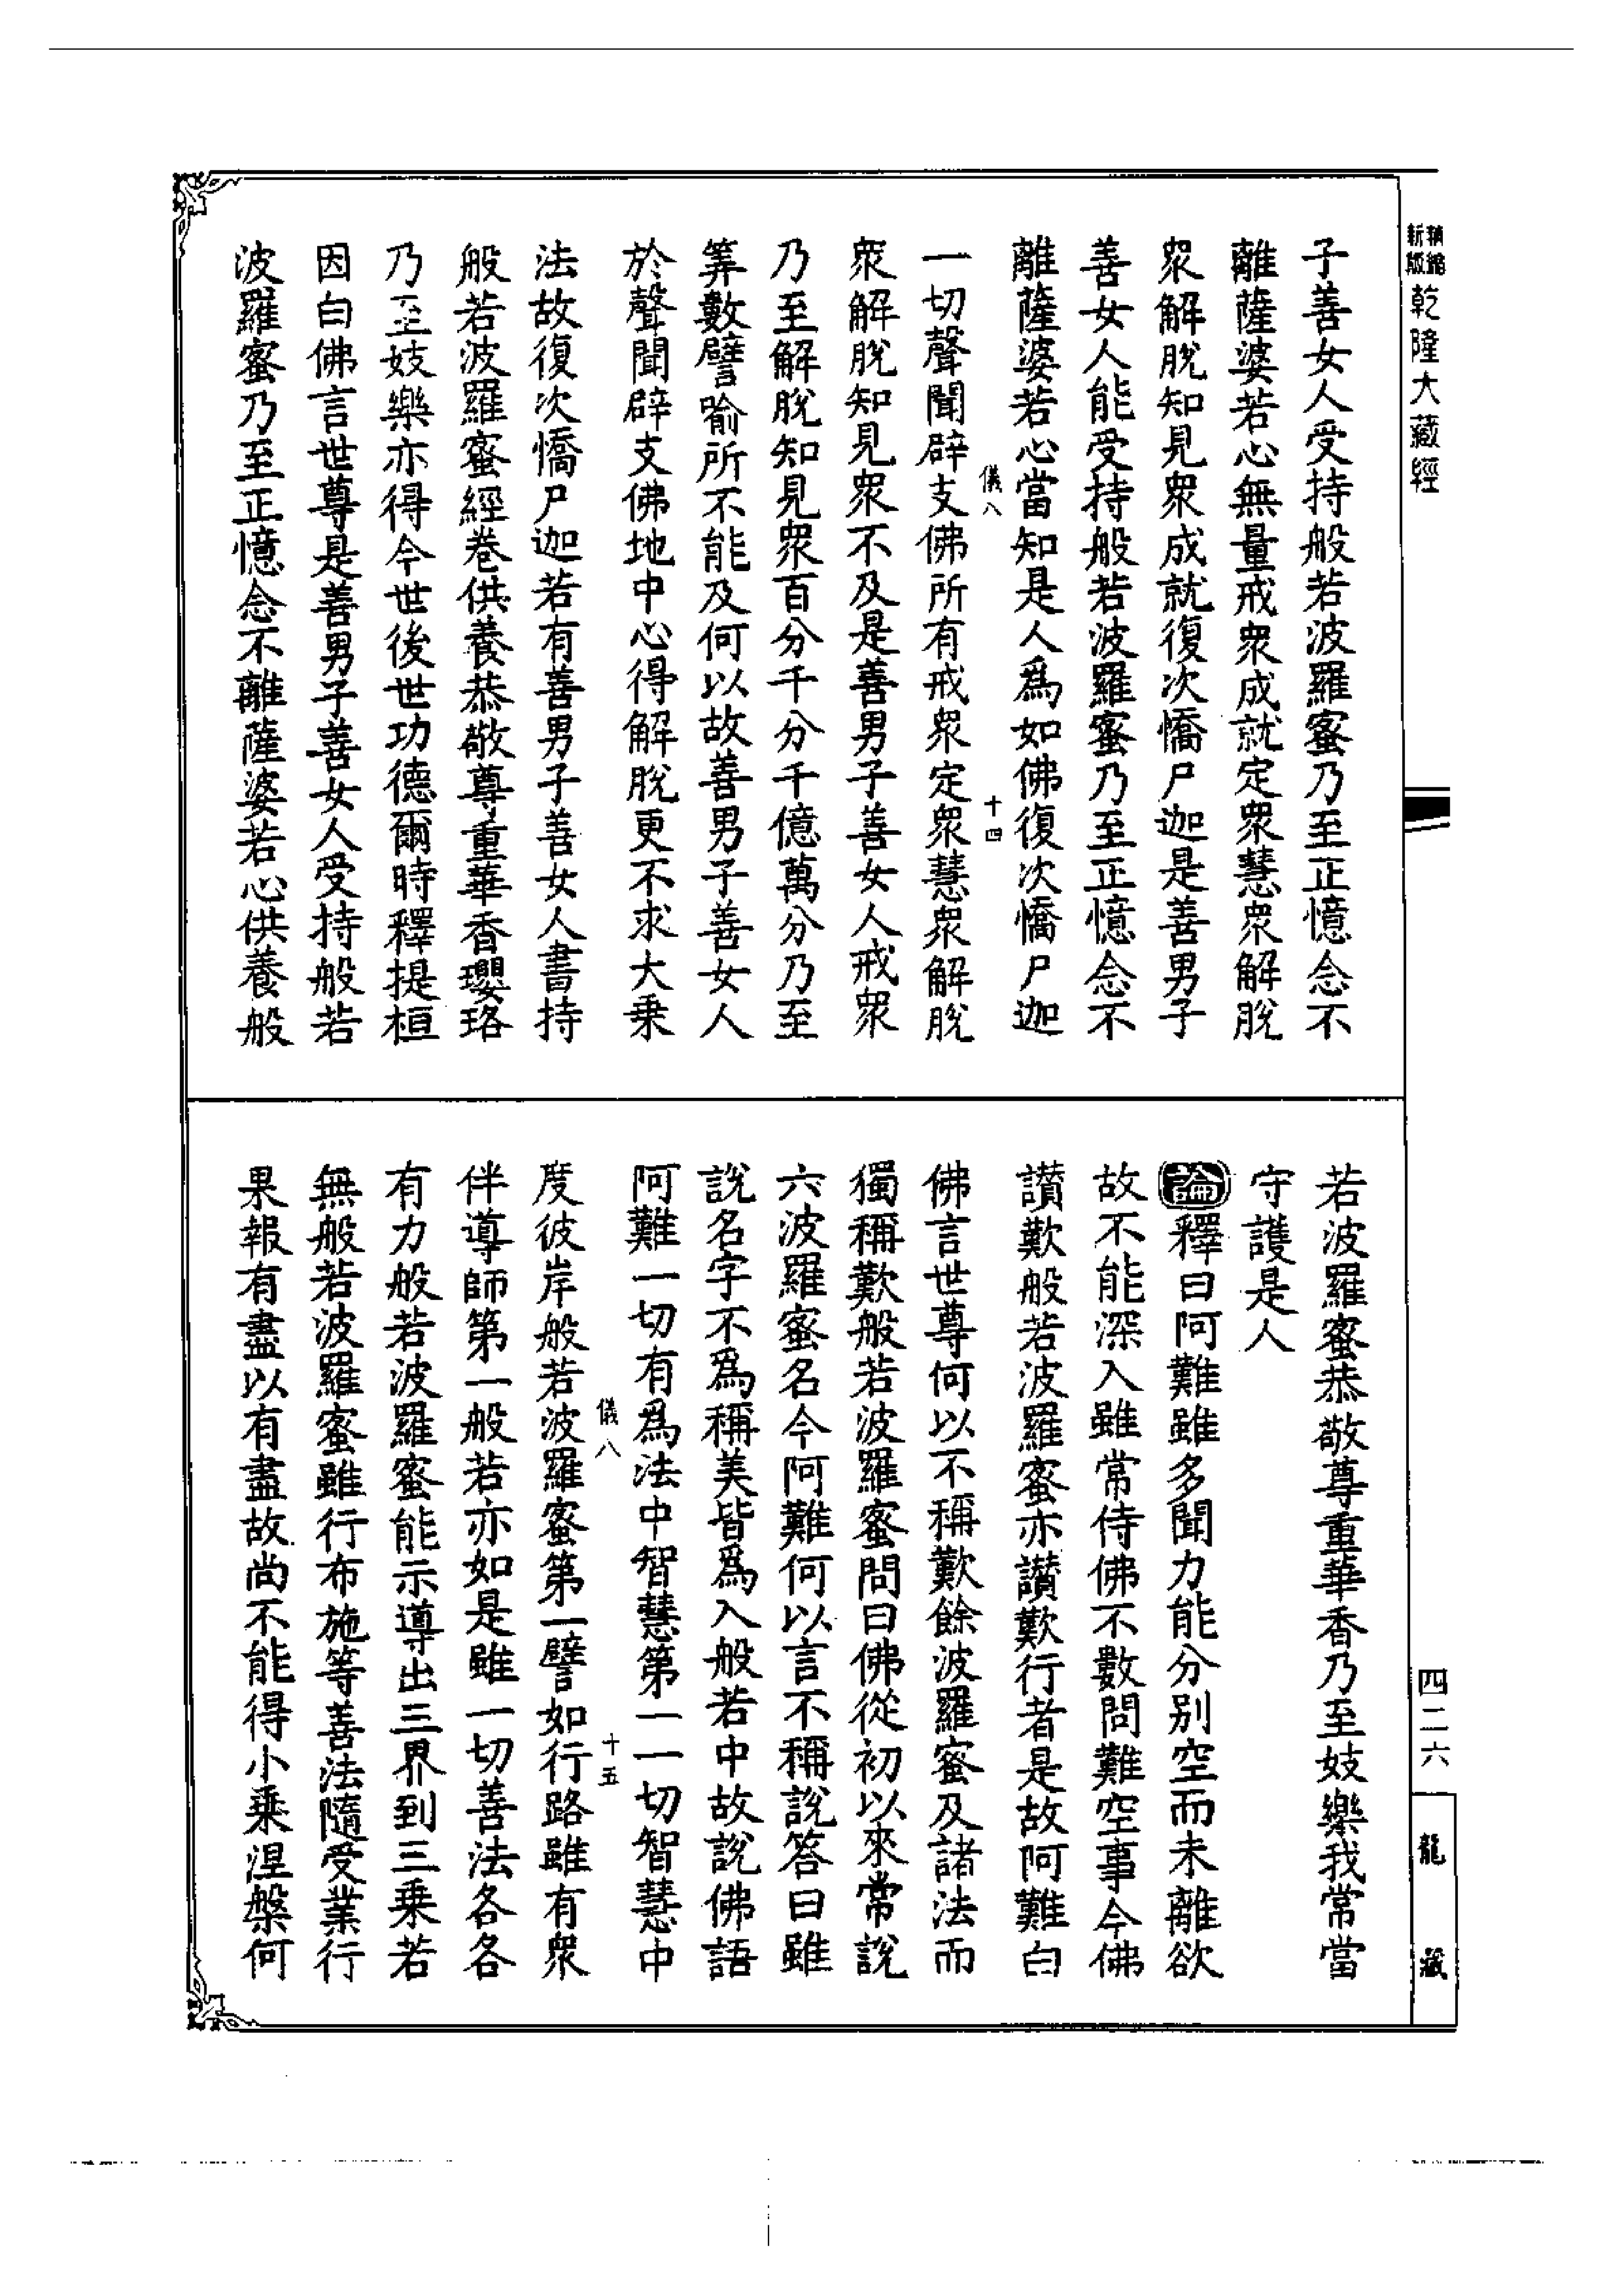 新版精縮
乾隆大藏經
四二六
龍藏
子善女人受持般若波羅蜜乃至正憶念不
離薩婆若心無量戒衆成就定衆慧衆解脫
衆解脫知見衆成就復次憍尸迦是善男子
善女人能受持般若波羅蜜乃至正憶念不
離薩婆若心當知是人爲如佛復次憍尸迦
儀八 十四
一切聲聞辟支佛所有戒衆定衆慧衆解脫
衆解脫知見衆不及是善男子善女人戒衆
乃至解脫知見衆百分千分千億萬分乃至
筭數譬喻所不能及何以故善男子善女人
於聲聞辟支佛地中心得解脫更不求大乘
法故復次憍尸迦若有善男子善女人書持
般若波羅蜜經卷供養恭敬尊重華香瓔珞
乃至妓樂亦得今世後世功德爾時釋提桓
因白佛言世尊是善男子善女人受持般若
波羅蜜乃至正憶念不離薩婆若心供養般
若波羅蜜恭敬尊重華香乃至妓樂我常當
守護是人
論釋曰阿難雖多聞力能分别空而未離欲
故不能深入雖常侍佛不數問難空事今佛
讚歎般若波羅蜜亦讚歎行者是故阿難白
佛言世尊何以不稱歎餘波羅蜜及諸法而
獨稱歎般若波羅蜜問曰佛從初以來常說
六波羅蜜名今阿難何以言不稱說答曰雖
說名字不爲稱美皆爲入般若中故說佛語
阿難一切有爲法中智慧第一一切智慧中
儀八 十五
度彼岸般若波羅蜜第一譬如行路雖有衆
伴導師第一般若亦如是雖一切善法各各
有力般若波羅蜜能示導出三界到三乘若
無般若波羅蜜雖行布施等善法隨受業行
果報有盡以有盡故尚不能得小乘涅槃何